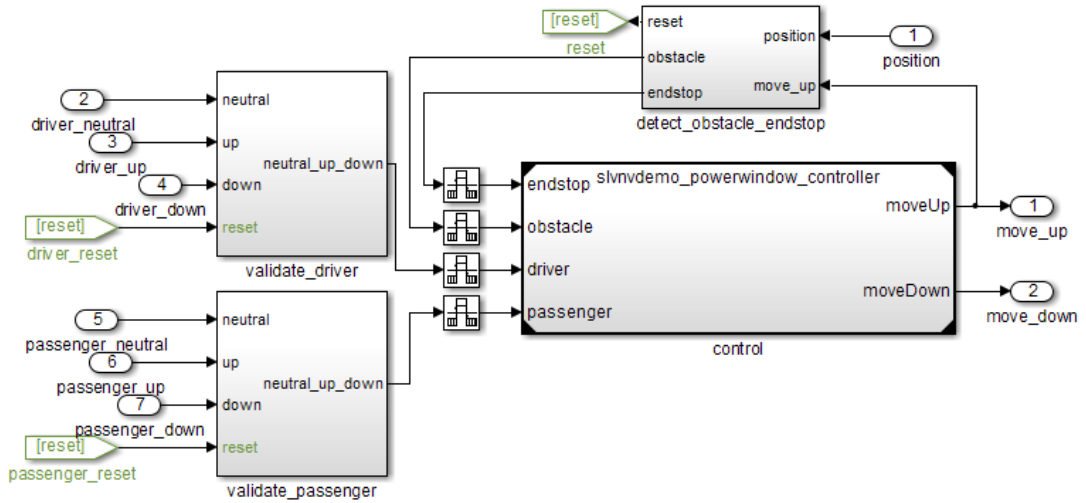 [reset]
reset
reset
obstacle
endstop
position
move_up
detect_obstacle_endstop
1
position
2
driver_neutral
3
driver_up
4
driver_down
[reset]
driver_reset
neutral
up
down
reset
neutral_up_down
validate_driver
endstop
obstacle
driver
passenger
slvnvdemo_powerwindow_controller
moveUp
moveDown
control
1
move_up
2
move_down
5
passenger_neutral
6
passenger_up
7
passenger_down
[reset]
passenger_reset
neutral
up
down
reset
neutral_up_down
validate_passenger